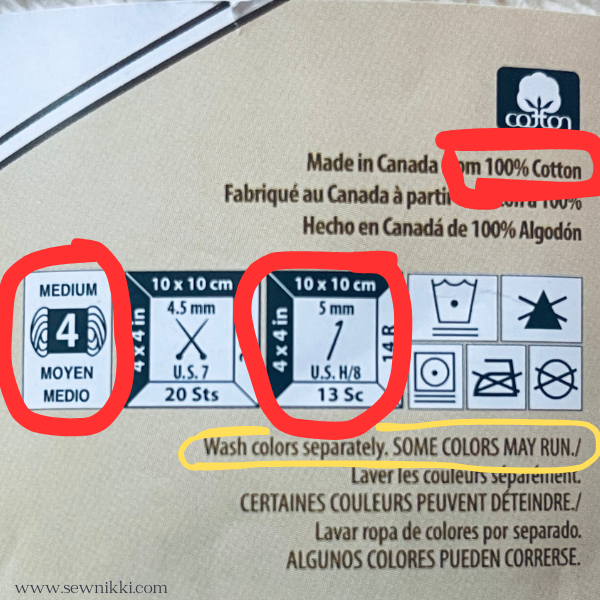 cotton
Made in Canada from 100% Cotton
Fabriqué au Canada à partir 100%
Hecho en Canadá de 100% Algodón
MEDIUM
4
MOYEN
MEDIO
10 x 10 cm
4 x 4 in
4.5 mm
U.S. 7
20 Sts
10 x 10 cm
4 x 4 in
5 mm
U.S. H/8
14 R
13 Sc
Wash colors separately. SOME COLORS MAY RUN./
Laver les couleurs séparément.
CERTAINES COULEURS PEUVENT DÉTEINDRE./
Lavar ropa de colores por separado.
ALGUNOS COLORES PUEDEN CORRERSE.
www.sewnikki.com